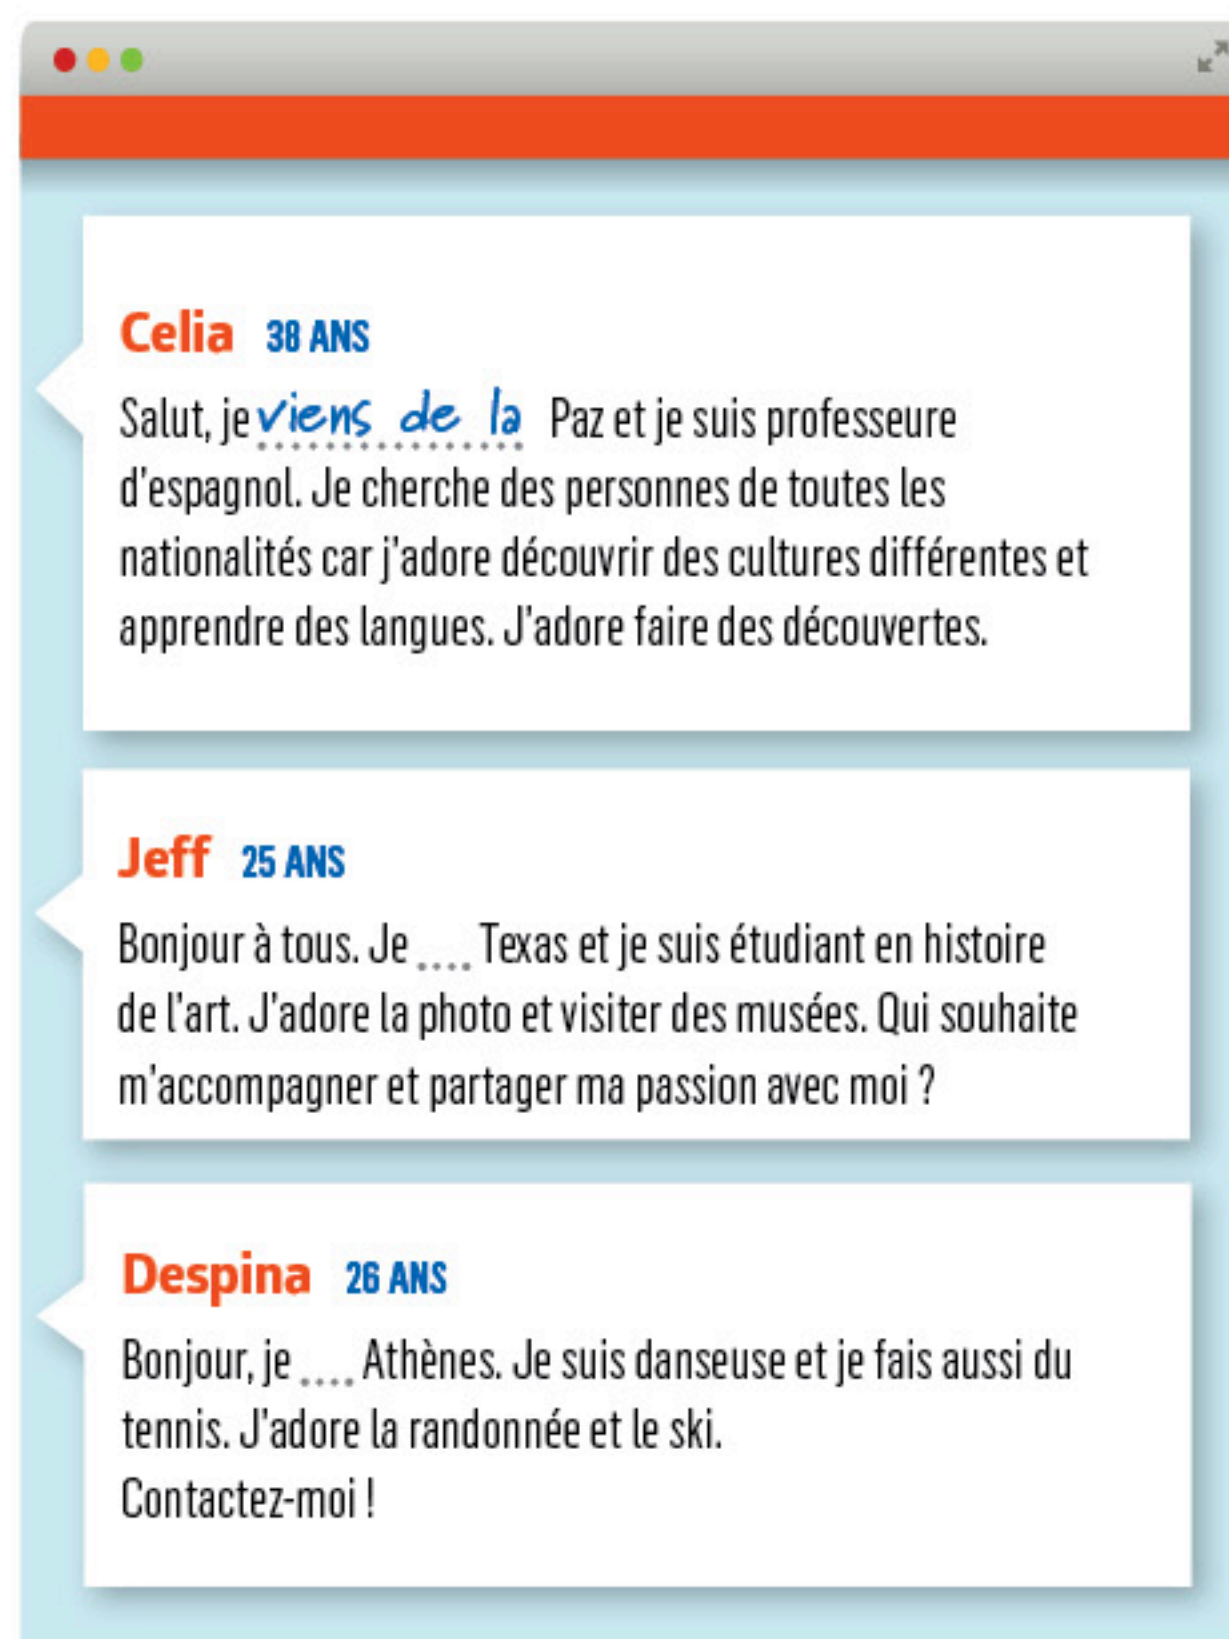 Celia 38 ANS
Salut, je viens de la Paz et je suis professeure
d'espagnol. Je cherche des personnes de toutes les
nationalités car j'adore découvrir des cultures différentes et
apprendre des langues. J'adore faire des découvertes.
Jeff 25 ANS
Bonjour à tous. Je .... Texas et je suis étudiant en histoire
de l'art. J'adore la photo et visiter des musées. Qui souhaite
m'accompagner et partager ma passion avec moi ?
Despina 26 ANS
Bonjour, je .... Athènes. Je suis danseuse et je fais aussi du
tennis. J'adore la randonnée et le ski.
Contactez-moi !